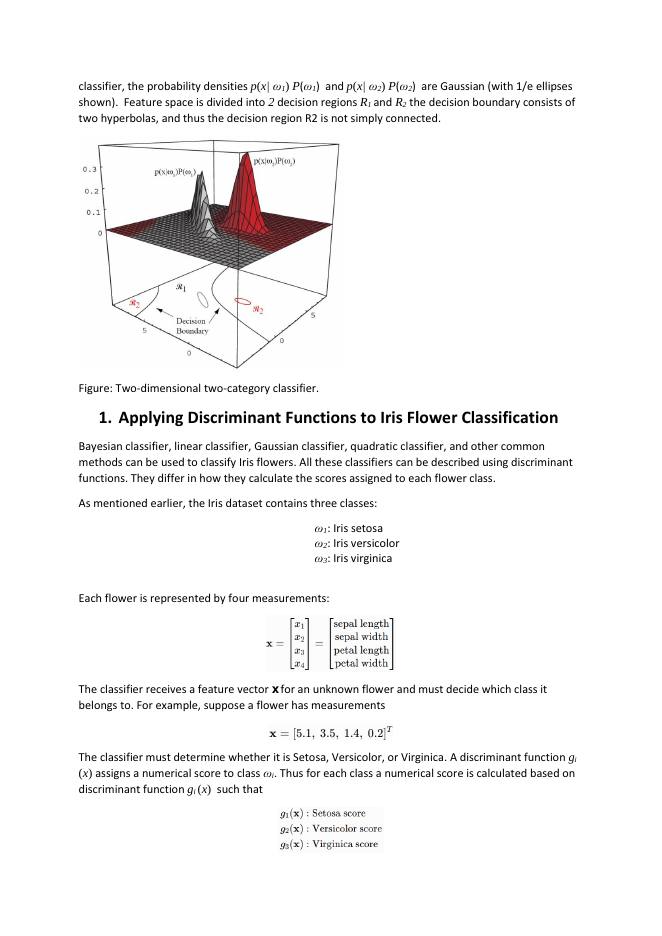 classifier, the probability densities p(x| ω₁) P(ω₁) and p(x| ω₂) P(ω₂) are Gaussian (with 1/e ellipses
shown). Feature space is divided into 2 decision regions R₁ and R₂ the decision boundary consists of
two hyperbolas, and thus the decision region R2 is not simply connected.
p(x|ω₂)P(ω₂)
p(x|ω₁)P(ω₁)
0.3
0.2
0.1
0
ℛ₁
ℛ₂
ℛ₂
Decision
Boundary
5
0
0
5
Figure: Two-dimensional two-category classifier.
1. Applying Discriminant Functions to Iris Flower Classification
Bayesian classifier, linear classifier, Gaussian classifier, quadratic classifier, and other common
methods can be used to classify Iris flowers. All these classifiers can be described using discriminant
functions. They differ in how they calculate the scores assigned to each flower class.
As mentioned earlier, the Iris dataset contains three classes:
ω₁: Iris setosa
ω₂: Iris versicolor
ω₃: Iris virginica
Each flower is represented by four measurements:
x = [x₁ x₂ x₃ x₄] = [sepal length sepal width petal length petal width]
The classifier receives a feature vector x for an unknown flower and must decide which class it
belongs to. For example, suppose a flower has measurements
x = [5.1, 3.5, 1.4, 0.2]ᵀ
The classifier must determine whether it is Setosa, Versicolor, or Virginica. A discriminant function gᵢ
(x) assigns a numerical score to class ωᵢ. Thus for each class a numerical score is calculated based on
discriminant function gᵢ (x) such that
g₁(x) : Setosa score
g₂(x) : Versicolor score
g₃(x) : Virginica score